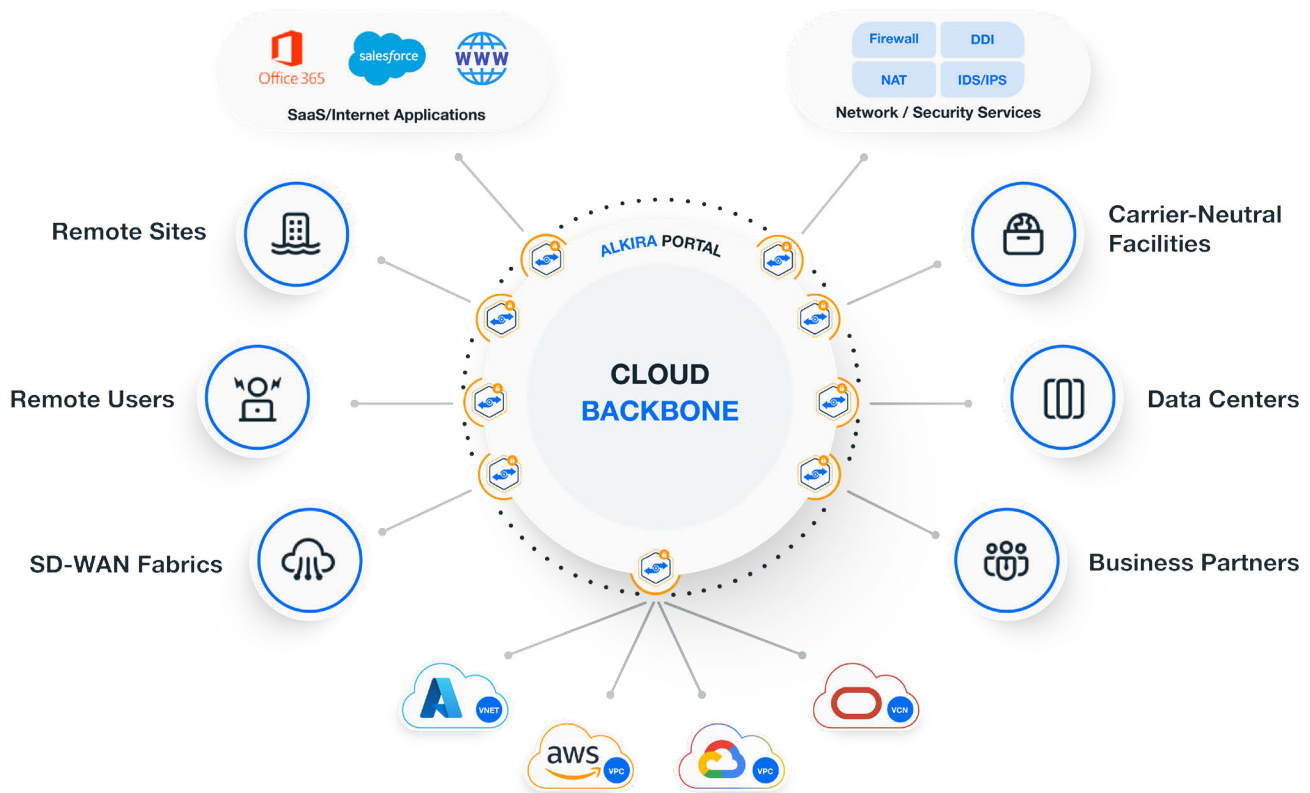 Office 365
salesforce
WWW
SaaS/Internet Applications
Firewall
DDI
NAT
IDS/IPS
Network / Security Services
Remote Sites
Carrier-Neutral
Facilities
ALKIRA PORTAL
CLOUD
BACKBONE
Remote Users
Data Centers
SD-WAN Fabrics
Business Partners
VNET
aws
VPC
VPC
VCN